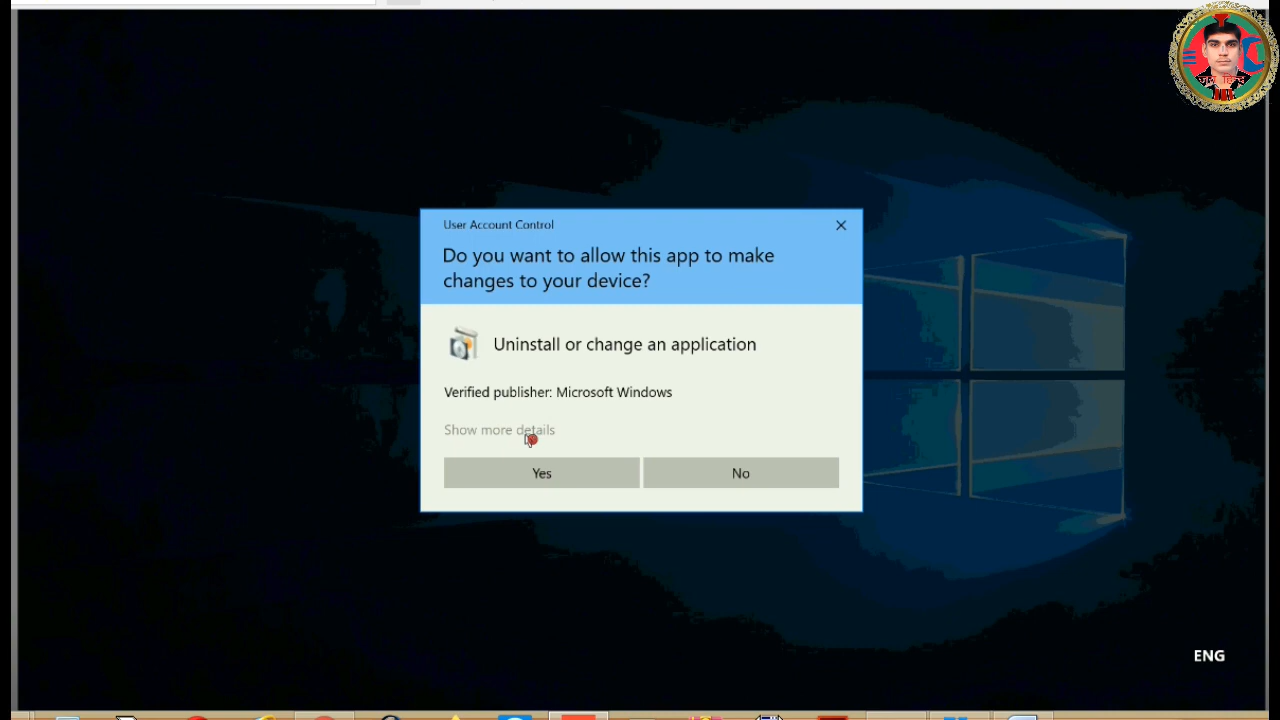 User Account Control
Do you want to allow this app to make
changes to your device?
Uninstall or change an application
Verified publisher: Microsoft Windows
Show more details
Yes
No
ENG